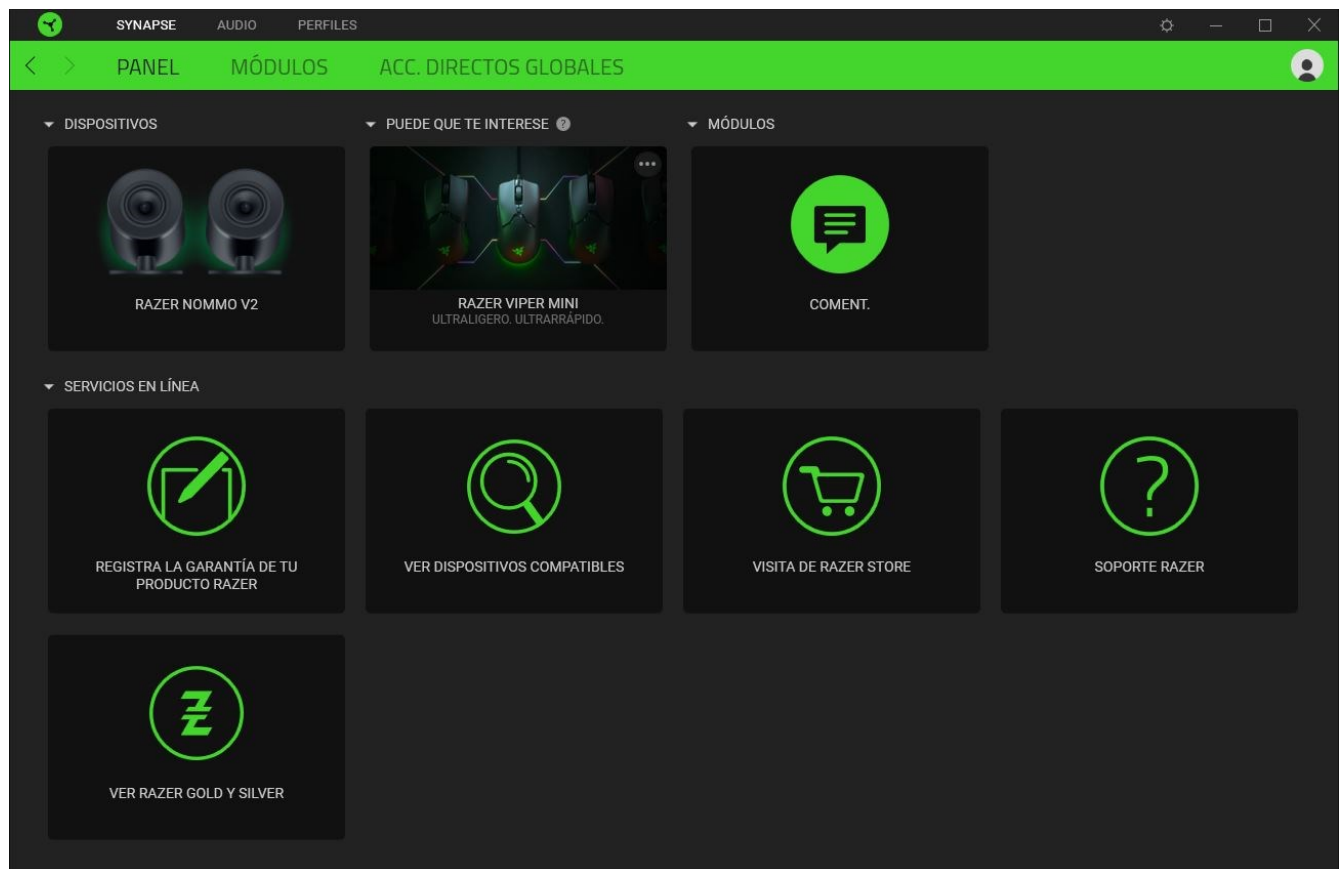 SYNAPSE AUDIO PERFILES
PANEL MÓDULOS ACC. DIRECTOS GLOBALES
DISPOSITIVOS
PUEDE QUE TE INTERESE ?
MÓDULOS
RAZER NOMMO V2
RAZER VIPER MINI
ULTRALIGERO. ULTRARRÁPIDO.
COMENT.
SERVICIOS EN LÍNEA
REGISTRA LA GARANTÍA DE TU
PRODUCTO RAZER
VER DISPOSITIVOS COMPATIBLES
VISITA DE RAZER STORE
SOPORTE RAZER
VER RAZER GOLD Y SILVER